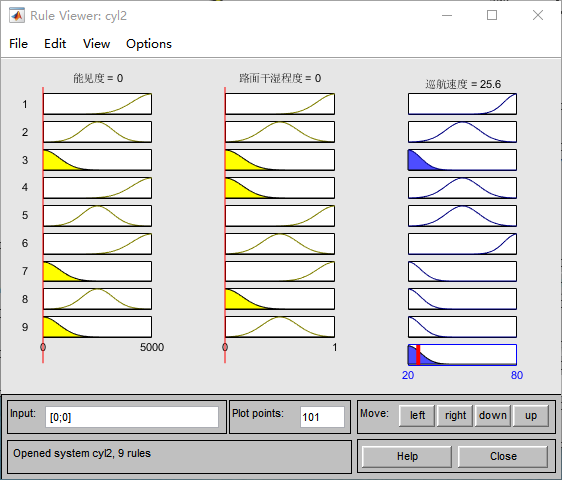 Rule Viewer: cyl2
File Edit View Options
能见度 = 0 路面干湿程度 = 0 巡航速度 = 25.6
1
2
3
4
5
6
7
8
9
0 5000 0 1
20 80
Input: [0;0] Plot points: 101 Move: left right down up
Opened system cyl2, 9 rules Help Close